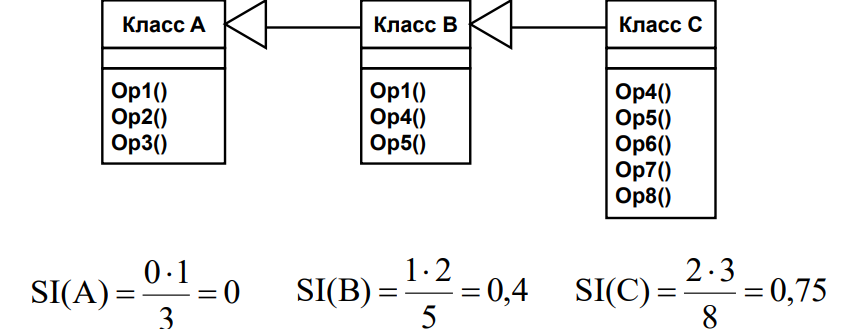 Класс A
Op1()
Op2()
Op3()
Класс B
Op1()
Op4()
Op5()
Класс C
Op4()
Op5()
Op6()
Op7()
Op8()
SI(A) = 0·1/3 = 0
SI(B) = 1·2/5 = 0,4
SI(C) = 2·3/8 = 0,75